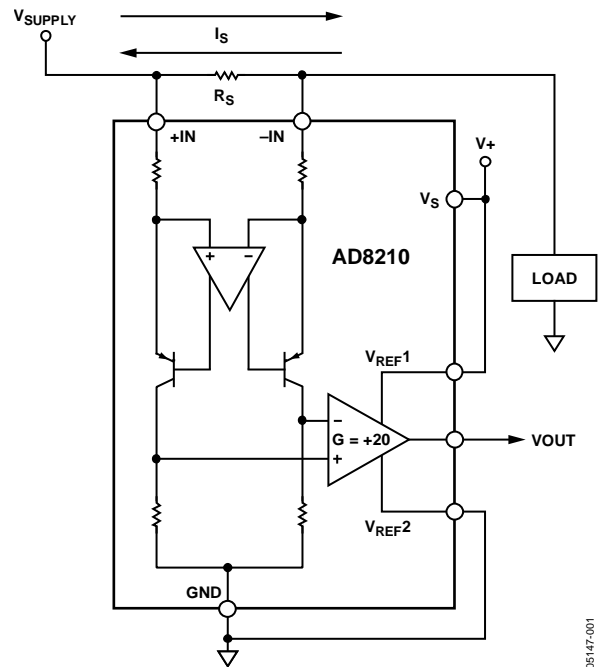 VSUPPLY
IS
RS
+IN
–IN
V+
VS
+ –
AD8210
LOAD
VREF1
–
G = +20
VOUT
+
VREF2
GND
05147-001